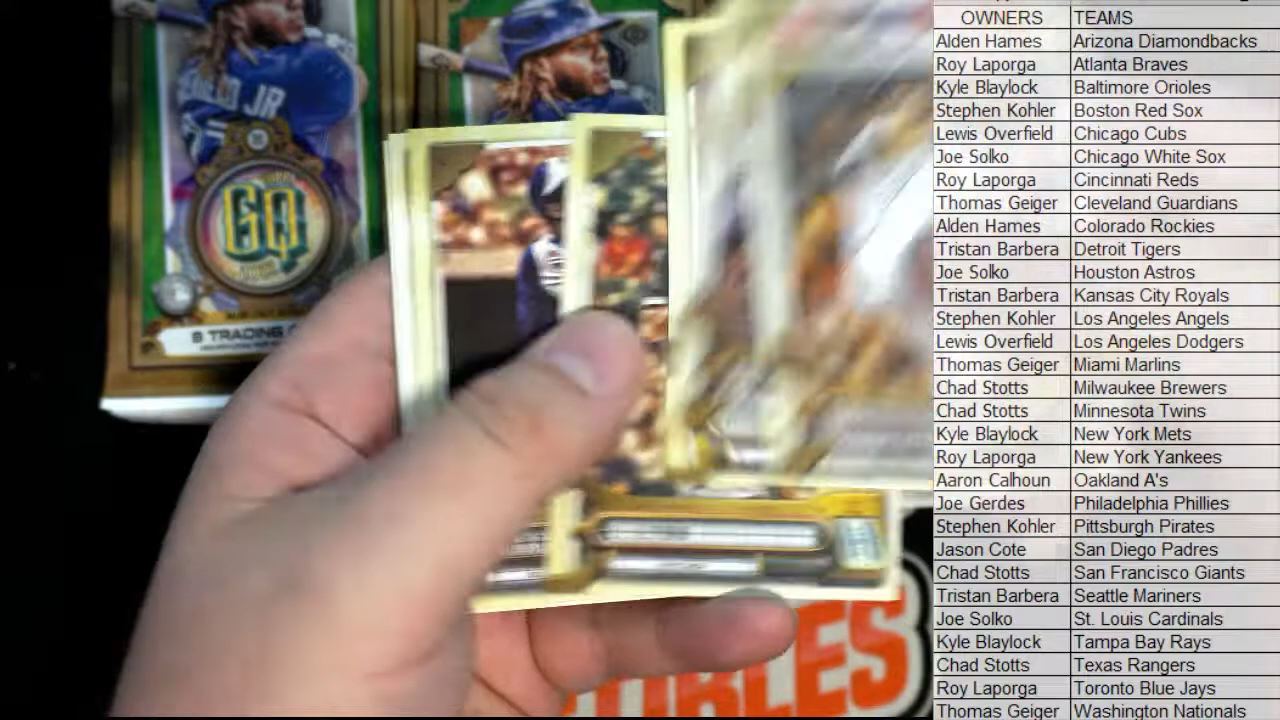 OWNERS TEAMS
Alden Hames Arizona Diamondbacks
Roy Laporga Atlanta Braves
Kyle Blaylock Baltimore Orioles
Stephen Kohler Boston Red Sox
Lewis Overfield Chicago Cubs
Joe Solko Chicago White Sox
Roy Laporga Cincinnati Reds
Thomas Geiger Cleveland Guardians
Alden Hames Colorado Rockies
Tristan Barbera Detroit Tigers
Joe Solko Houston Astros
Tristan Barbera Kansas City Royals
Stephen Kohler Los Angeles Angels
Lewis Overfield Los Angeles Dodgers
Thomas Geiger Miami Marlins
Chad Stotts Milwaukee Brewers
Chad Stotts Minnesota Twins
Kyle Blaylock New York Mets
Roy Laporga New York Yankees
Aaron Calhoun Oakland A's
Joe Gerdes Philadelphia Phillies
Stephen Kohler Pittsburgh Pirates
Jason Cote San Diego Padres
Chad Stotts San Francisco Giants
Tristan Barbera Seattle Mariners
Joe Solko St. Louis Cardinals
Kyle Blaylock Tampa Bay Rays
Chad Stotts Texas Rangers
Roy Laporga Toronto Blue Jays
Thomas Geiger Washington Nationals
JR
GQ
8 TRADING